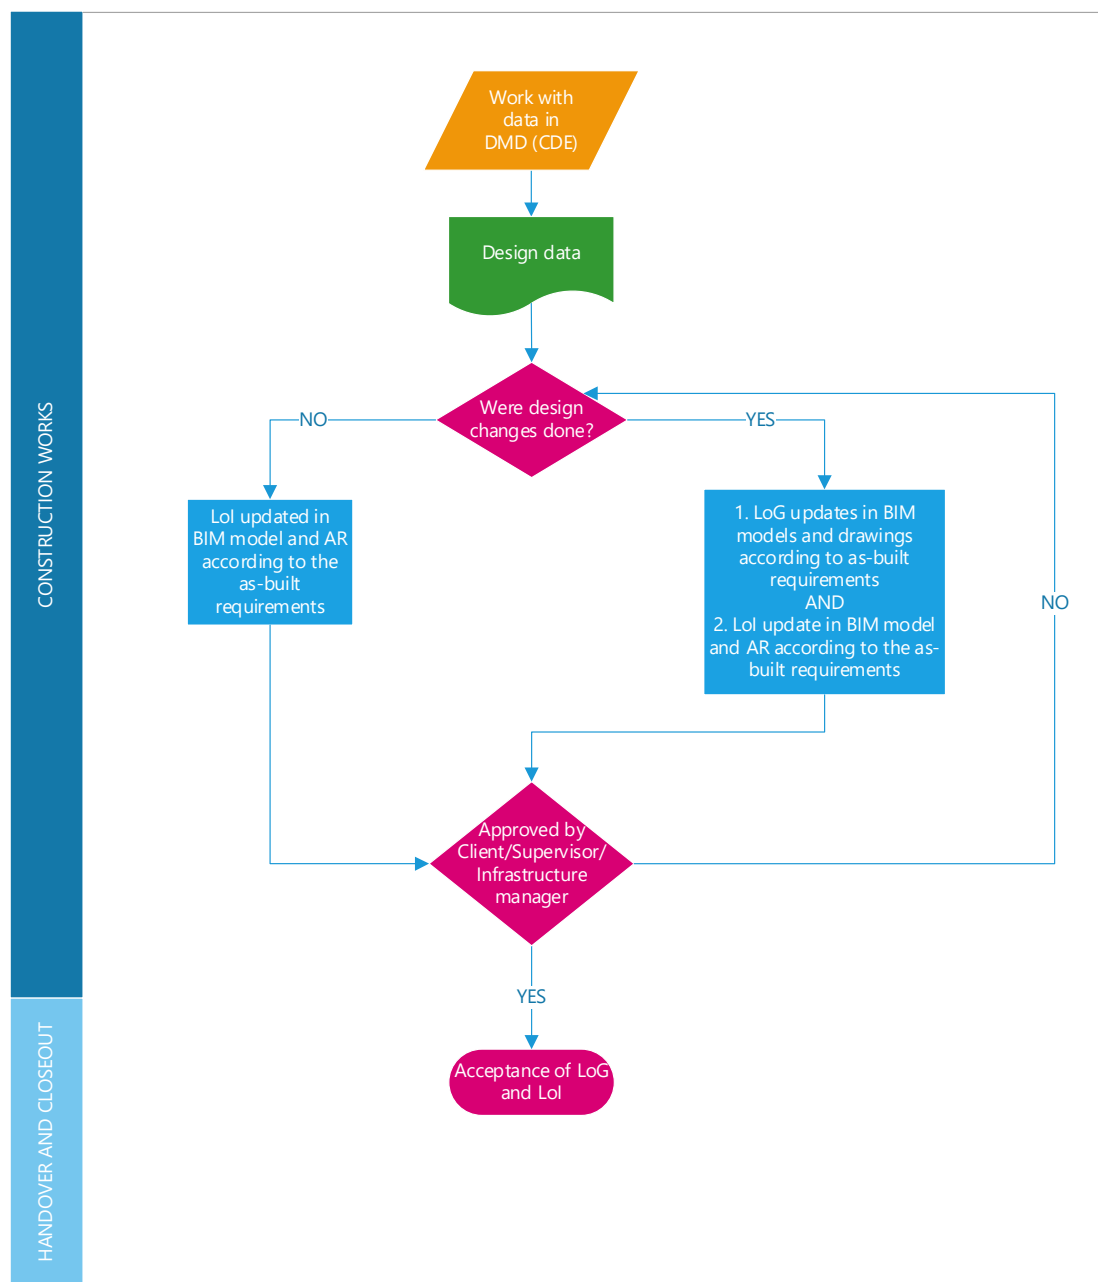 CONSTRUCTION WORKS
Work with
data in
DMD (CDE)
Design data
Were design
changes done?
NO
YES
LoI updated in
BIM model and AR
according to the
as-built
requirements
1. LoG updates in BIM
models and drawings
according to as-built
requirements
AND
2. LoI update in BIM model
and AR according to the as-
built requirements
NO
Approved by
Client/Supervisor/
Infrastructure
manager
YES
HANDOVER AND CLOSEOUT
Acceptance of LoG
and LoI